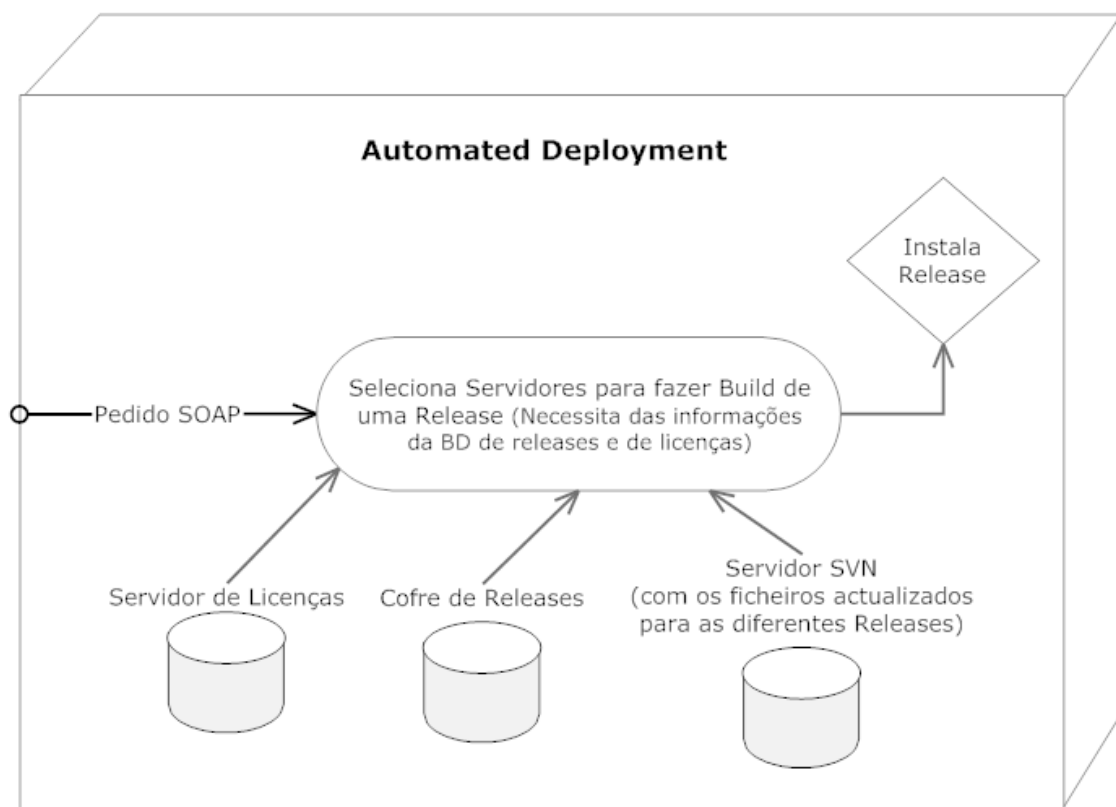 Automated Deployment
Instala
Release
Seleciona Servidores para fazer Build de
uma Release (Necessita das informações
da BD de releases e de licenças)
Pedido SOAP
Servidor de Licenças
Cofre de Releases
Servidor SVN
(com os ficheiros actualizados
para as diferentes Releases)